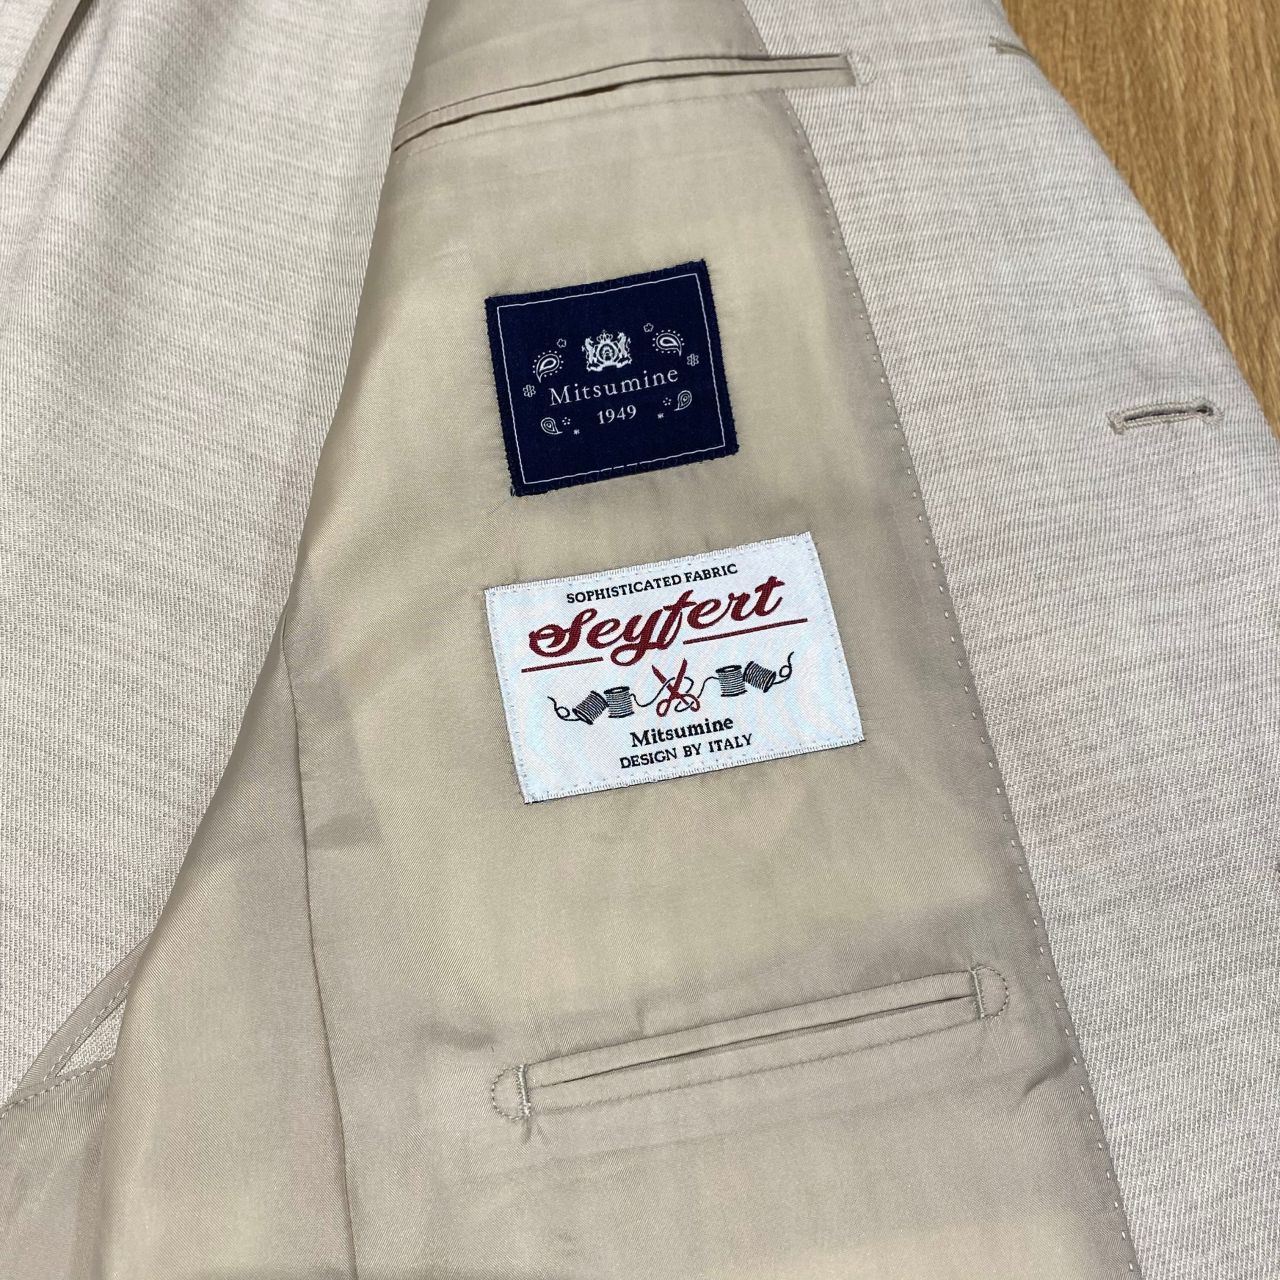 Mitsumine
1949
SOPHISTICATED FABRIC
Seyfert
Mitsumine
DESIGN BY ITALY